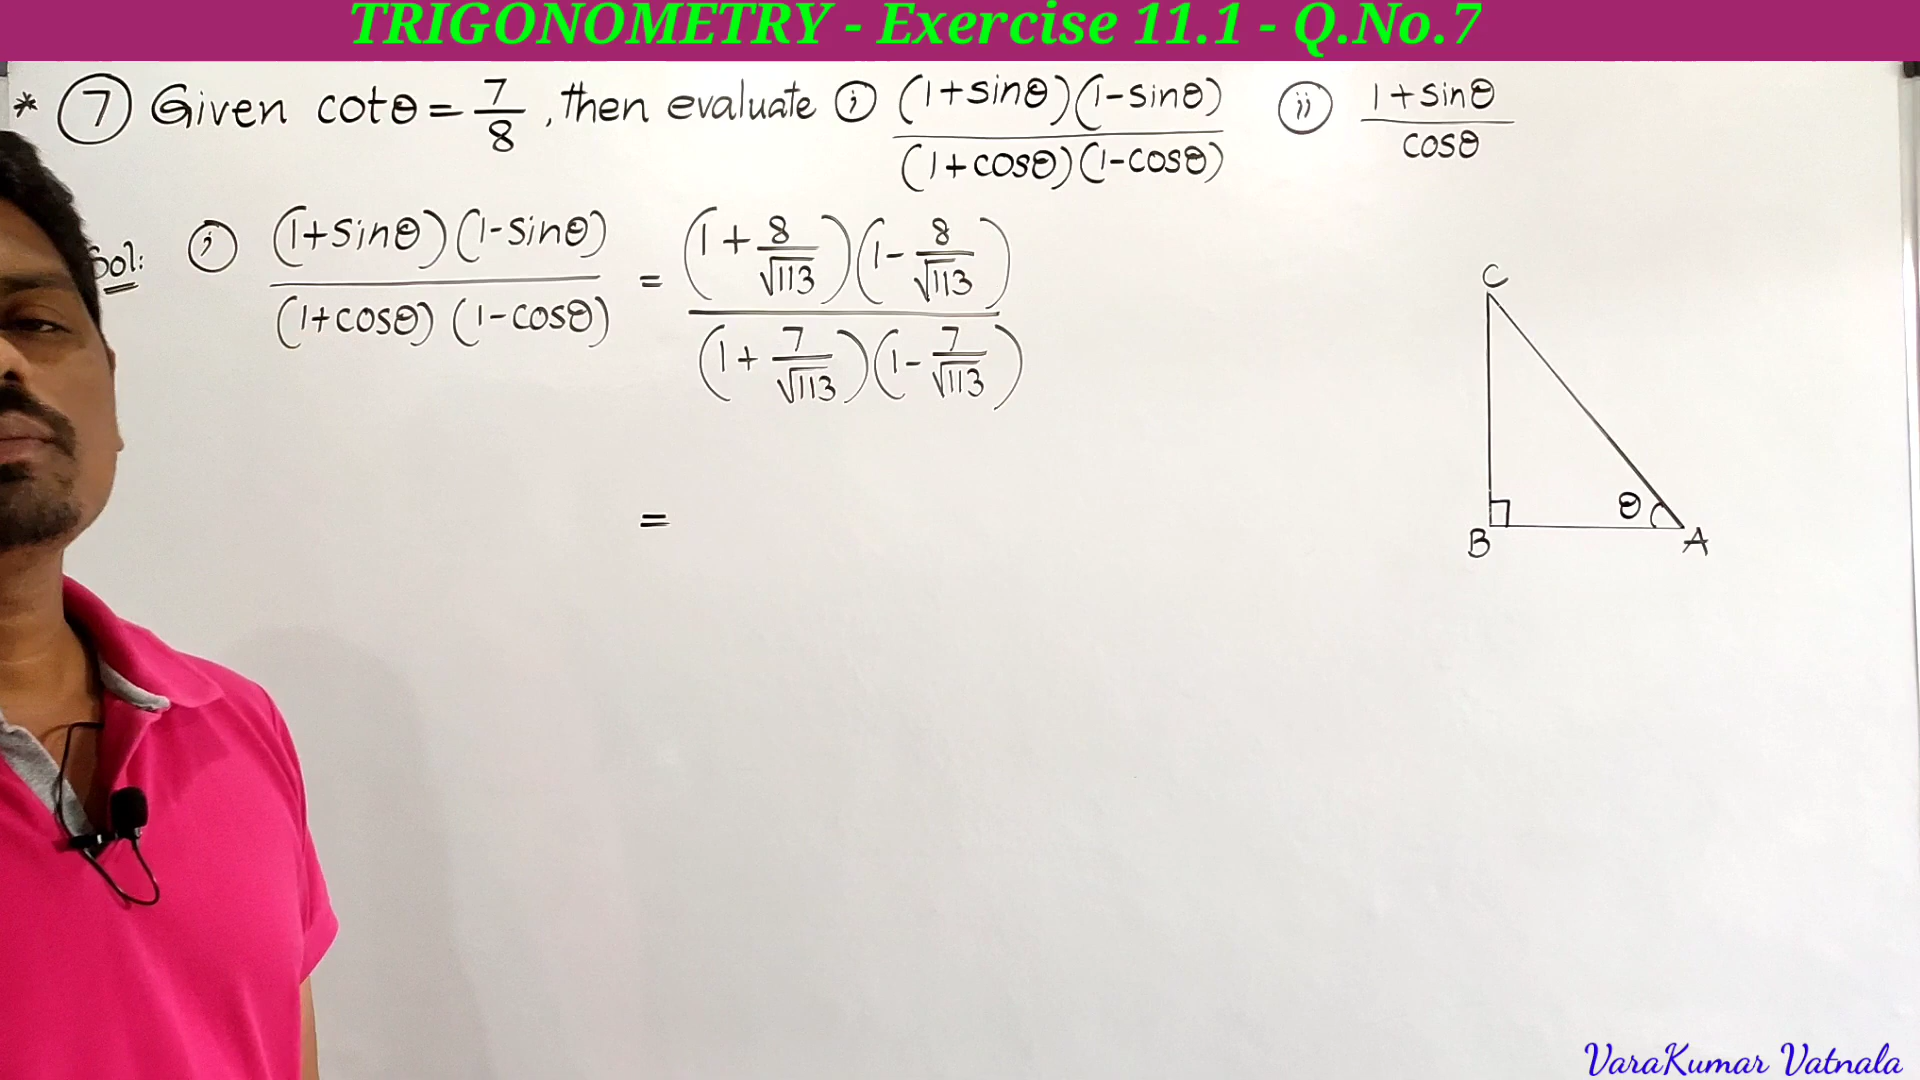 TRIGONOMETRY - Exercise 11.1 - Q.No.7
* ⑦ Given cotθ = 7/8 , then evaluate ⓘ (1+sinθ)(1-sinθ)/(1+cosθ)(1-cosθ) ⓘⓘ 1+sinθ/cosθ
Sol: ⓘ (1+sinθ)(1-sinθ)/(1+cosθ)(1-cosθ) = (1+8/√113)(1-8/√113)/(1+7/√113)(1-7/√113)
C
=
θ
B A
VaraKumar Vatnala